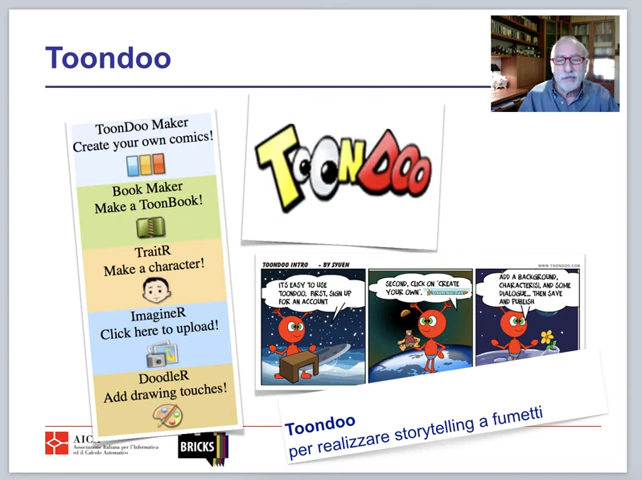 Toondoo
ToonDoo Maker
Create your own comics!
Book Maker
Make a ToonBook!
TraitR
Make a character!
ImagineR
Click here to upload!
DoodleR
Add drawing touches!
TOONDOO
TOONDOO INTRO - BY SYUEN
WWW.TOONDOO.COM
IT'S EASY TO USE
TOONDOO. FIRST, SIGN UP
FOR AN ACCOUNT
SECOND, CLICK ON 'CREATE
YOUR OWN'.
ADD A BACKGROUND,
CHARACTER(S), AND SOME
DIALOGUE... THEN SAVE
AND PUBLISH
Toondoo
per realizzare storytelling a fumetti
AICA
Associazione Italiana per l'Informatica
ed il Calcolo Automatico
BRICKS